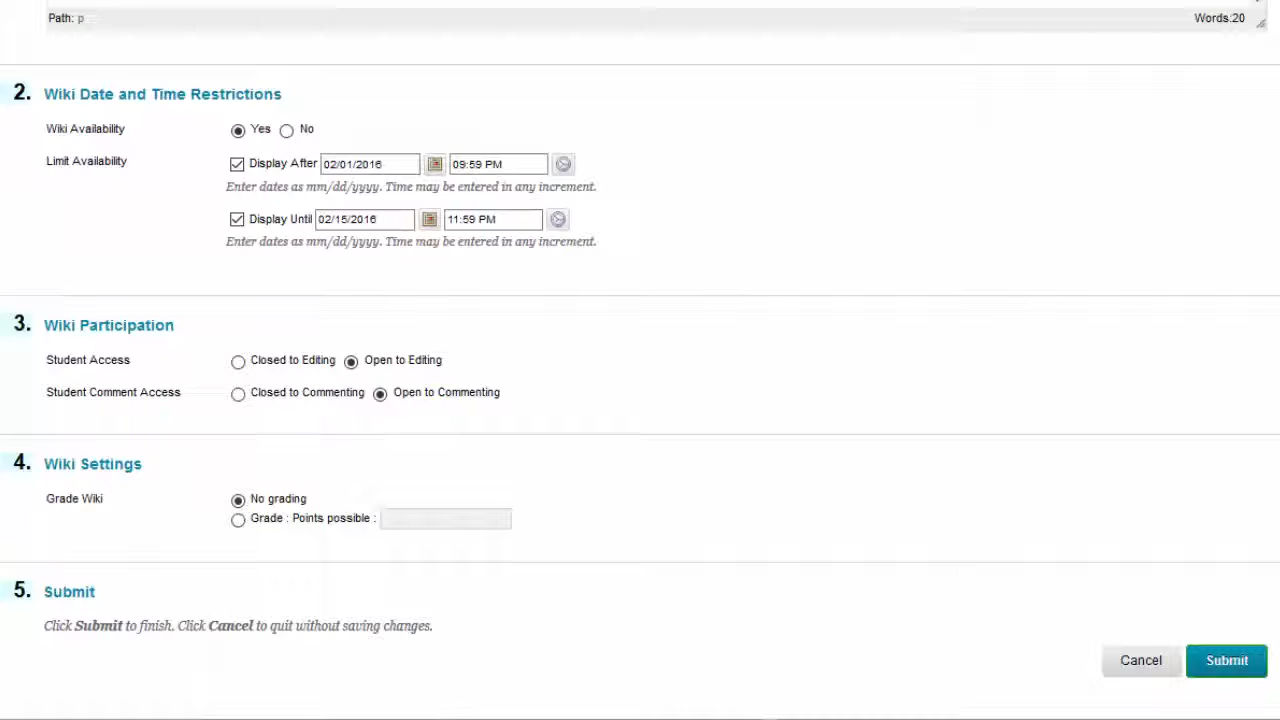 Path: p Words:20
2. Wiki Date and Time Restrictions
Wiki Availability Yes No
Limit Availability Display After 02/01/2016 09:59 PM
Enter dates as mm/dd/yyyy. Time may be entered in any increment.
Display Until 02/15/2016 11:59 PM
Enter dates as mm/dd/yyyy. Time may be entered in any increment.
3. Wiki Participation
Student Access Closed to Editing Open to Editing
Student Comment Access Closed to Commenting Open to Commenting
4. Wiki Settings
Grade Wiki No grading
Grade : Points possible :
5. Submit
Click Submit to finish. Click Cancel to quit without saving changes.
Cancel Submit